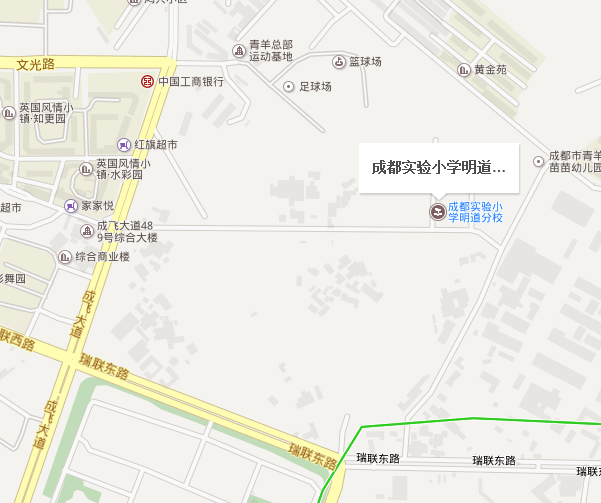 青羊总部
运动基地
篮球场
文光路
中国工商银行
黄金苑
足球场
英国风情小
镇·知更园
红旗超市
成都实验小学明道...
成都市青羊
苗苗幼儿园
英国风情小
镇·水彩园
超市
家家悦
成都实验小
学明道分校
成飞大道48
9号综合大楼
综合商业楼
舞园
成飞大道
联西路
瑞联东路
成飞大道
瑞联东路
瑞联东路
瑞联东路
瑞联东